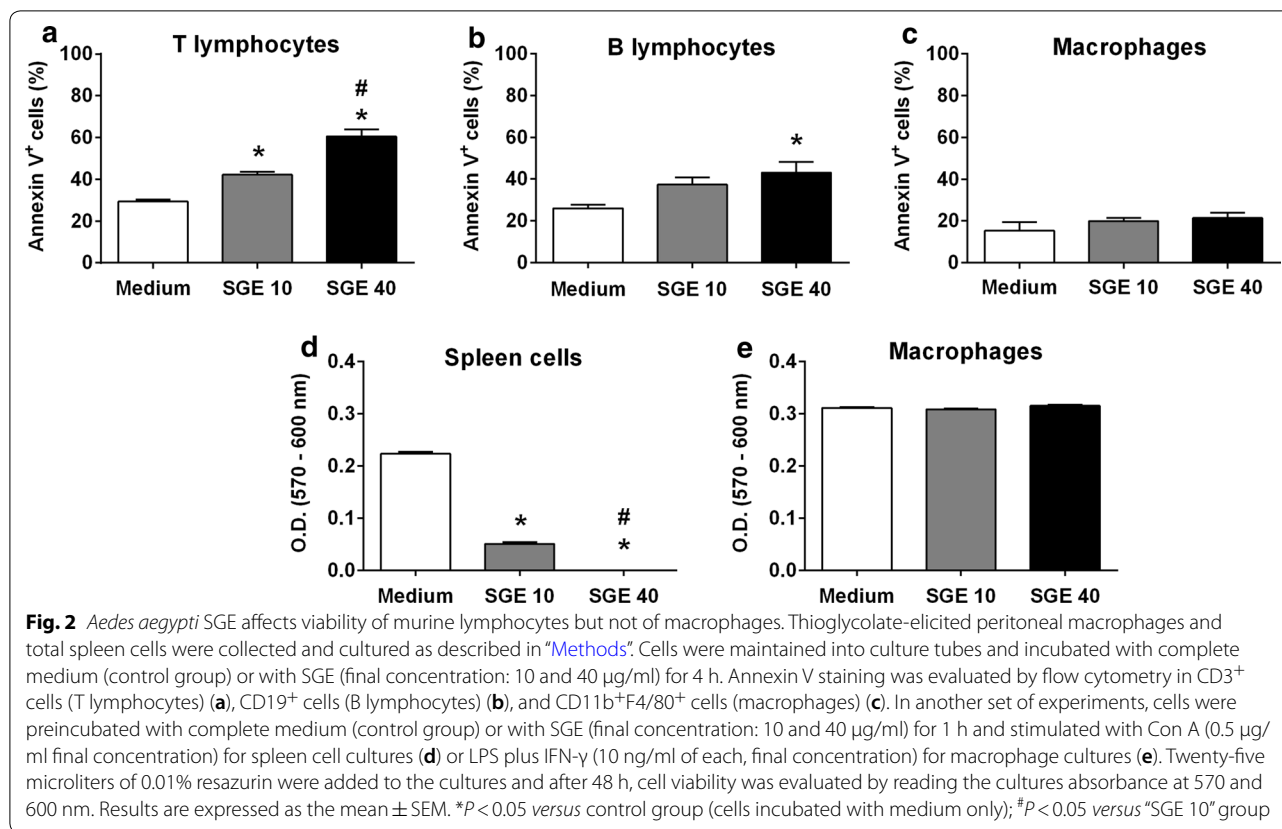 a
T lymphocytes
Annexin V⁺ cells (%)
100
80
60
40
20
0
*
#
*
Medium SGE 10 SGE 40
b
B lymphocytes
Annexin V⁺ cells (%)
100
80
60
40
20
0
*
Medium SGE 10 SGE 40
c
Macrophages
Annexin V⁺ cells (%)
100
80
60
40
20
0
Medium SGE 10 SGE 40
d
Spleen cells
O.D. (570 - 600 nm)
0.4
0.3
0.2
0.1
0.0
*
#
*
Medium SGE 10 SGE 40
e
Macrophages
O.D. (570 - 600 nm)
0.4
0.3
0.2
0.1
0.0
Medium SGE 10 SGE 40
Fig. 2 Aedes aegypti SGE affects viability of murine lymphocytes but not of macrophages. Thioglycolate-elicited peritoneal macrophages and
total spleen cells were collected and cultured as described in “Methods”. Cells were maintained into culture tubes and incubated with complete
medium (control group) or with SGE (final concentration: 10 and 40 µg/ml) for 4 h. Annexin V staining was evaluated by flow cytometry in CD3⁺
cells (T lymphocytes) (a), CD19⁺ cells (B lymphocytes) (b), and CD11b⁺F4/80⁺ cells (macrophages) (c). In another set of experiments, cells were
preincubated with complete medium (control group) or with SGE (final concentration: 10 and 40 µg/ml) for 1 h and stimulated with Con A (0.5 µg/
ml final concentration) for spleen cell cultures (d) or LPS plus IFN-γ (10 ng/ml of each, final concentration) for macrophage cultures (e). Twenty-five
microliters of 0.01% resazurin were added to the cultures and after 48 h, cell viability was evaluated by reading the cultures absorbance at 570 and
600 nm. Results are expressed as the mean ± SEM. *P < 0.05 versus control group (cells incubated with medium only); #P < 0.05 versus “SGE 10” group